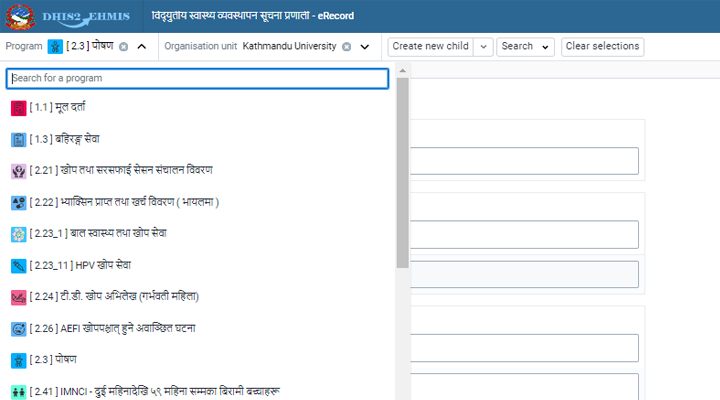 DHIS2_EHMIS विद्युतीय स्वास्थ्य व्यवस्थापन सूचना प्रणाली - eRecord
Program [ 2.3 ] पोषण Organisation unit Kathmandu University Create new child Search Clear selections
Search for a program
[ 1.1 ] मूल दर्ता
[ 1.3 ] बहिरङ्ग सेवा
[ 2.21 ] खोप तथा सरसफाई सेसन संचालन विवरण
[ 2.22 ] भ्याक्सिन प्राप्त तथा खर्च विवरण ( भायलमा )
[ 2.23_1 ] बाल स्वास्थ्य तथा खोप सेवा
[ 2.23_11 ] HPV खोप सेवा
[ 2.24 ] टी.डी. खोप अभिलेख (गर्भवती महिला)
[ 2.26 ] AEFI खोपपश्चात् हुने अवाञ्छित घटना
[ 2.3 ] पोषण
[ 2.41 ] IMNCI - दुई महिनादेखि ५९ महिना सम्मका बिरामी बच्चाहरू